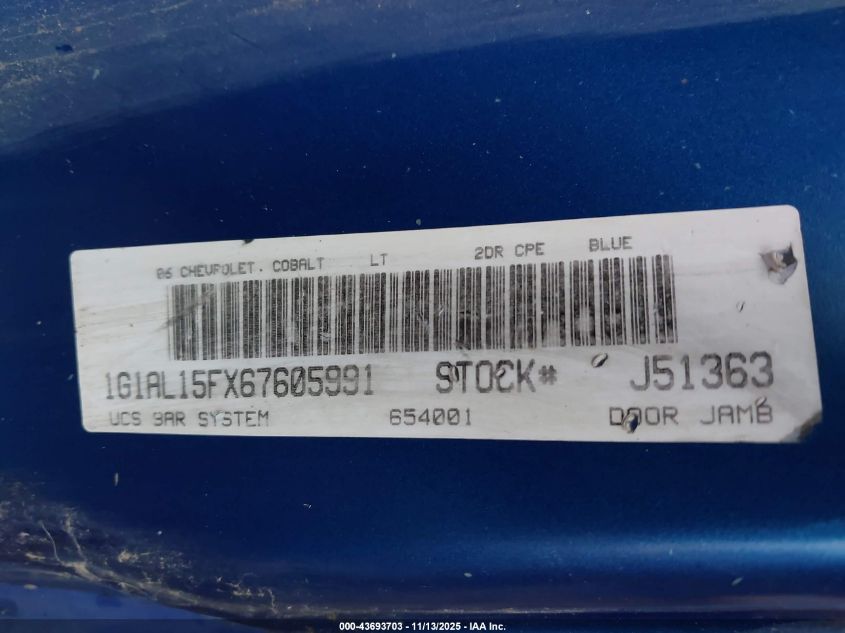 06 CHEVROLET. COBALT LT 2DR CPE BLUE
1G1AL15FX67605991 STOCK# J51363
UCS BAR SYSTEM 654001 DOOR JAMB
000-43693703 - 11/13/2025 - IAA Inc.